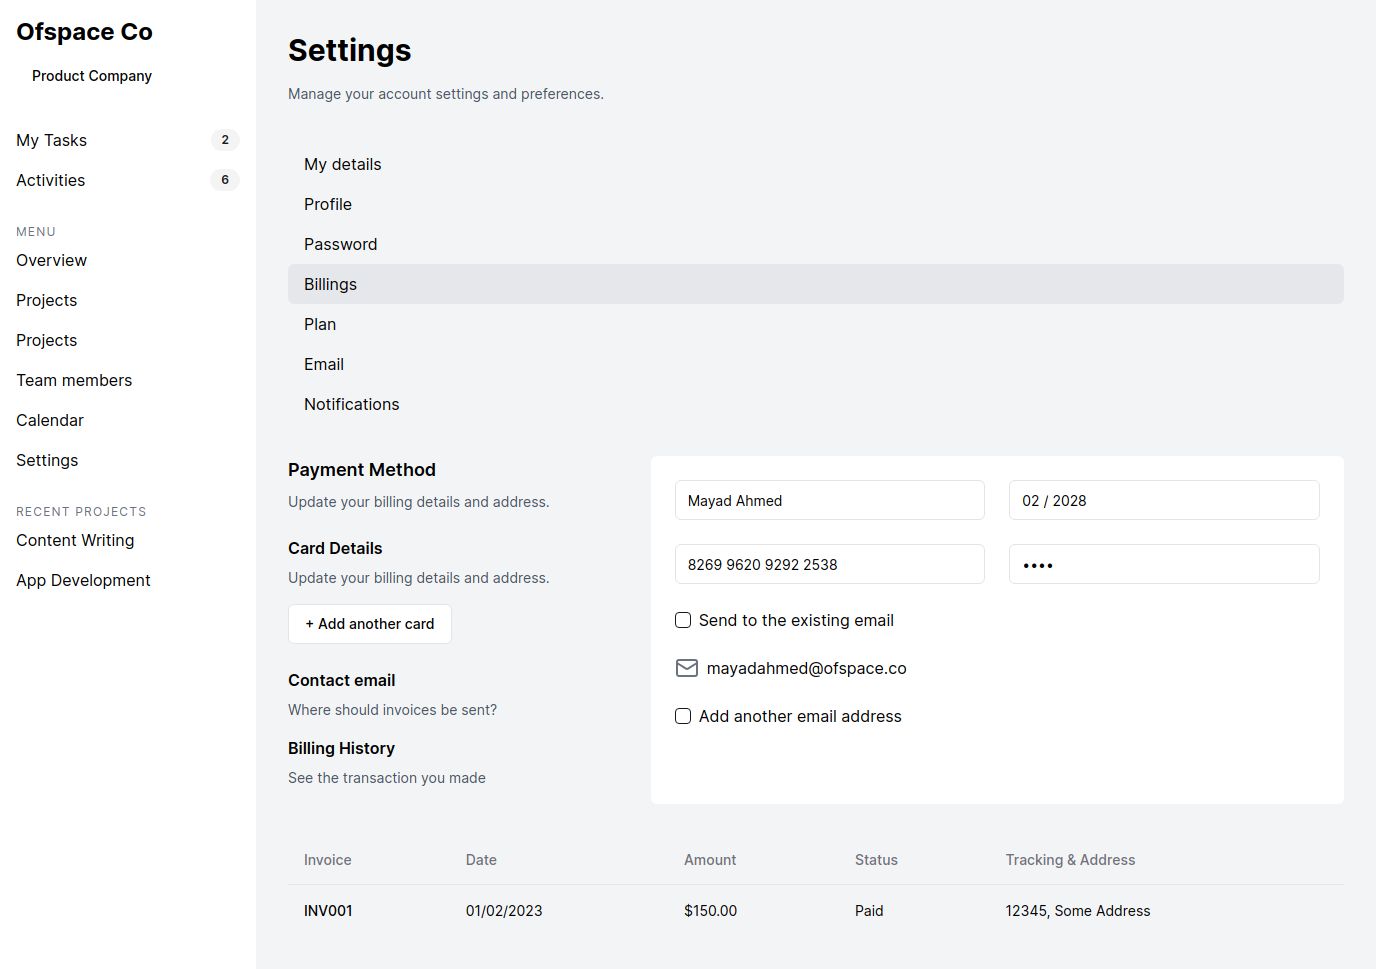 Ofspace Co
Product Company
My Tasks 2
Activities 6
MENU
Overview
Projects
Projects
Team members
Calendar
Settings
RECENT PROJECTS
Content Writing
App Development
Settings
Manage your account settings and preferences.
My details
Profile
Password
Billings
Plan
Email
Notifications
Payment Method
Update your billing details and address.
Card Details
Update your billing details and address.
+ Add another card
Contact email
Where should invoices be sent?
Billing History
See the transaction you made
Mayad Ahmed
02 / 2028
8269 9620 9292 2538
••••
Send to the existing email
mayadahmed@ofspace.co
Add another email address
Invoice Date Amount Status Tracking & Address
INV001 01/02/2023 $150.00 Paid 12345, Some Address